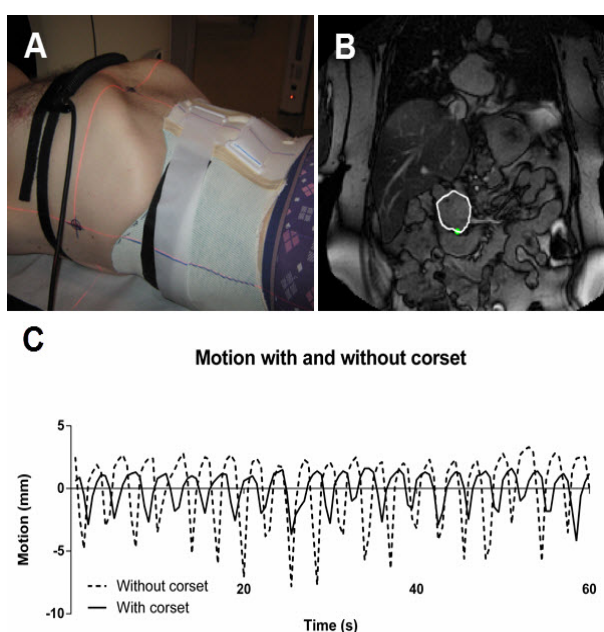 A
B
C
Motion with and without corset
Motion (mm)
5
0
-5
-10
Without corset
With corset
20
40
60
Time (s)